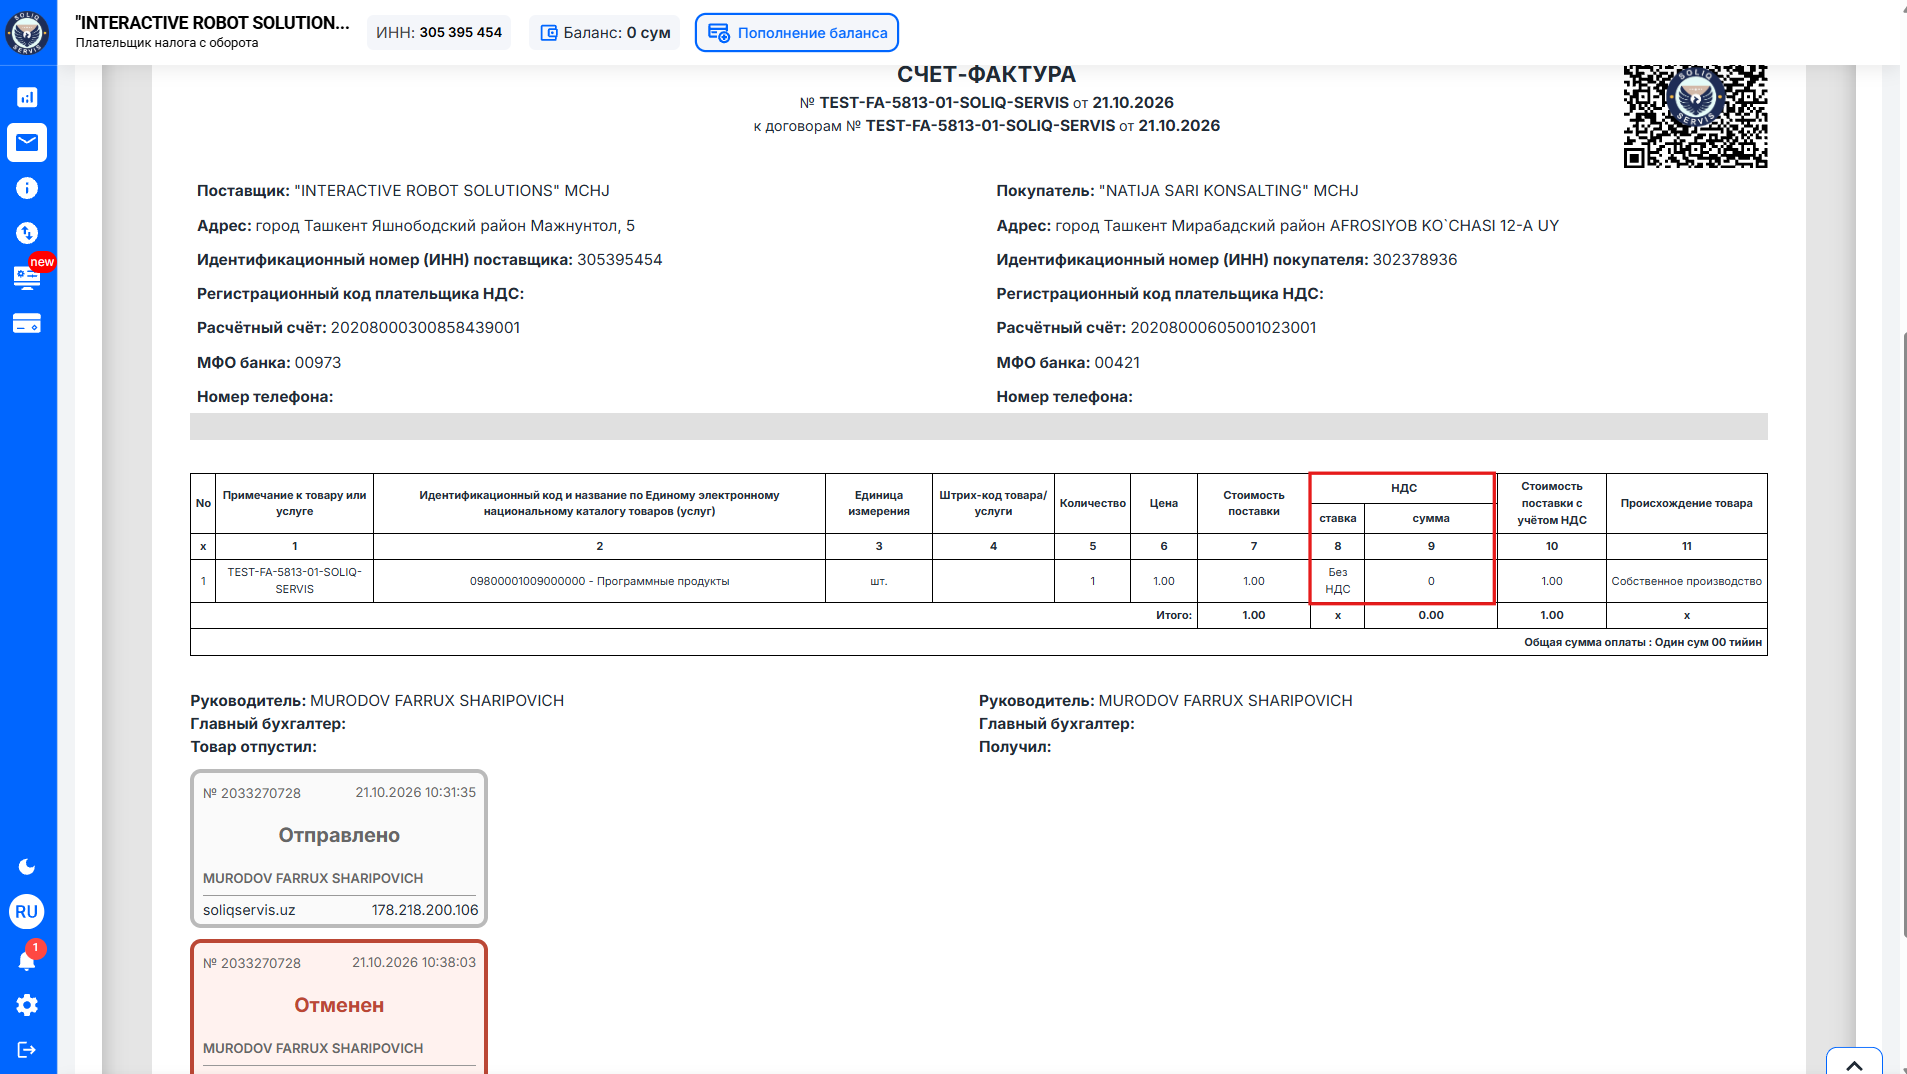 "INTERACTIVE ROBOT SOLUTION...
Плательщик налога с оборота
ИНН: 305 395 454
Баланс: 0 сум
Пополнение баланса
SOLIQ SERVIS
new
RU
1
СЧЕТ-ФАКТУРА
№ TEST-FA-5813-01-SOLIQ-SERVIS от 21.10.2026
к договорам № TEST-FA-5813-01-SOLIQ-SERVIS от 21.10.2026
SOLIQ SERVIS
Поставщик: "INTERACTIVE ROBOT SOLUTIONS" MCHJ
Адрес: город Ташкент Яшнободский район Мажнунтол, 5
Идентификационный номер (ИНН) поставщика: 305395454
Регистрационный код плательщика НДС:
Расчётный счёт: 20208000300858439001
МФО банка: 00973
Номер телефона:
Покупатель: "NATIJA SARI KONSALTING" MCHJ
Адрес: город Ташкент Мирабадский район AFROSIYOB KO`CHASI 12-A UY
Идентификационный номер (ИНН) покупателя: 302378936
Регистрационный код плательщика НДС:
Расчётный счёт: 20208000605001023001
МФО банка: 00421
Номер телефона:
No
Примечание к товару или
услуге
Идентификационный код и название по Единому электронному
национальному каталогу товаров (услуг)
Единица
измерения
Штрих-код товара/
услуги
Количество
Цена
Стоимость
поставки
НДС
ставка
сумма
Стоимость
поставки с
учётом НДС
Происхождение товара
x 1 2 3 4 5 6 7 8 9 10 11
1
TEST-FA-5813-01-SOLIQ-
SERVIS
09800001009000000 - Программные продукты
шт.
1
1.00
1.00
Без
НДС
0
1.00
Собственное производство
Итого: 1.00 x 0.00 1.00 x
Общая сумма оплаты : Один сум 00 тийин
Руководитель: MURODOV FARRUX SHARIPOVICH
Главный бухгалтер:
Товар отпустил:
Руководитель: MURODOV FARRUX SHARIPOVICH
Главный бухгалтер:
Получил:
№ 2033270728 21.10.2026 10:31:35
Отправлено
MURODOV FARRUX SHARIPOVICH
soliqservis.uz 178.218.200.106
№ 2033270728 21.10.2026 10:38:03
Отменен
MURODOV FARRUX SHARIPOVICH